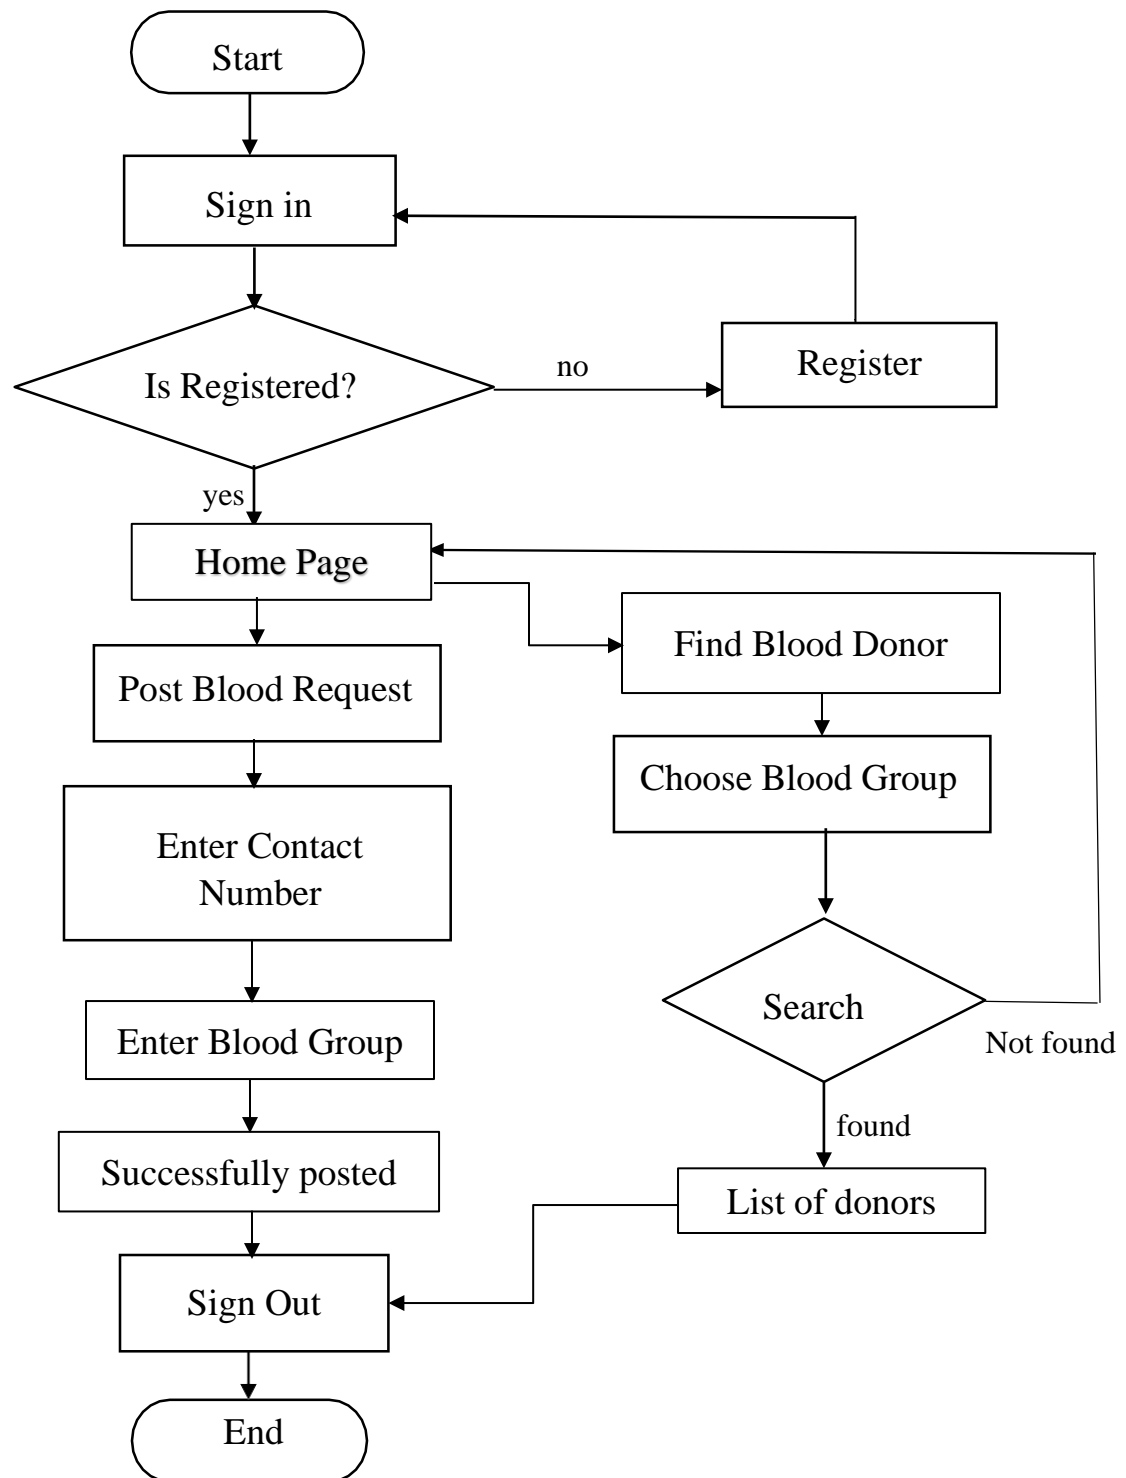 Start
Sign in
Is Registered?
no
Register
yes
Home Page
Find Blood Donor
Post Blood Request
Choose Blood Group
Enter Contact
Number
Search
Not found
Enter Blood Group
found
Successfully posted
List of donors
Sign Out
End